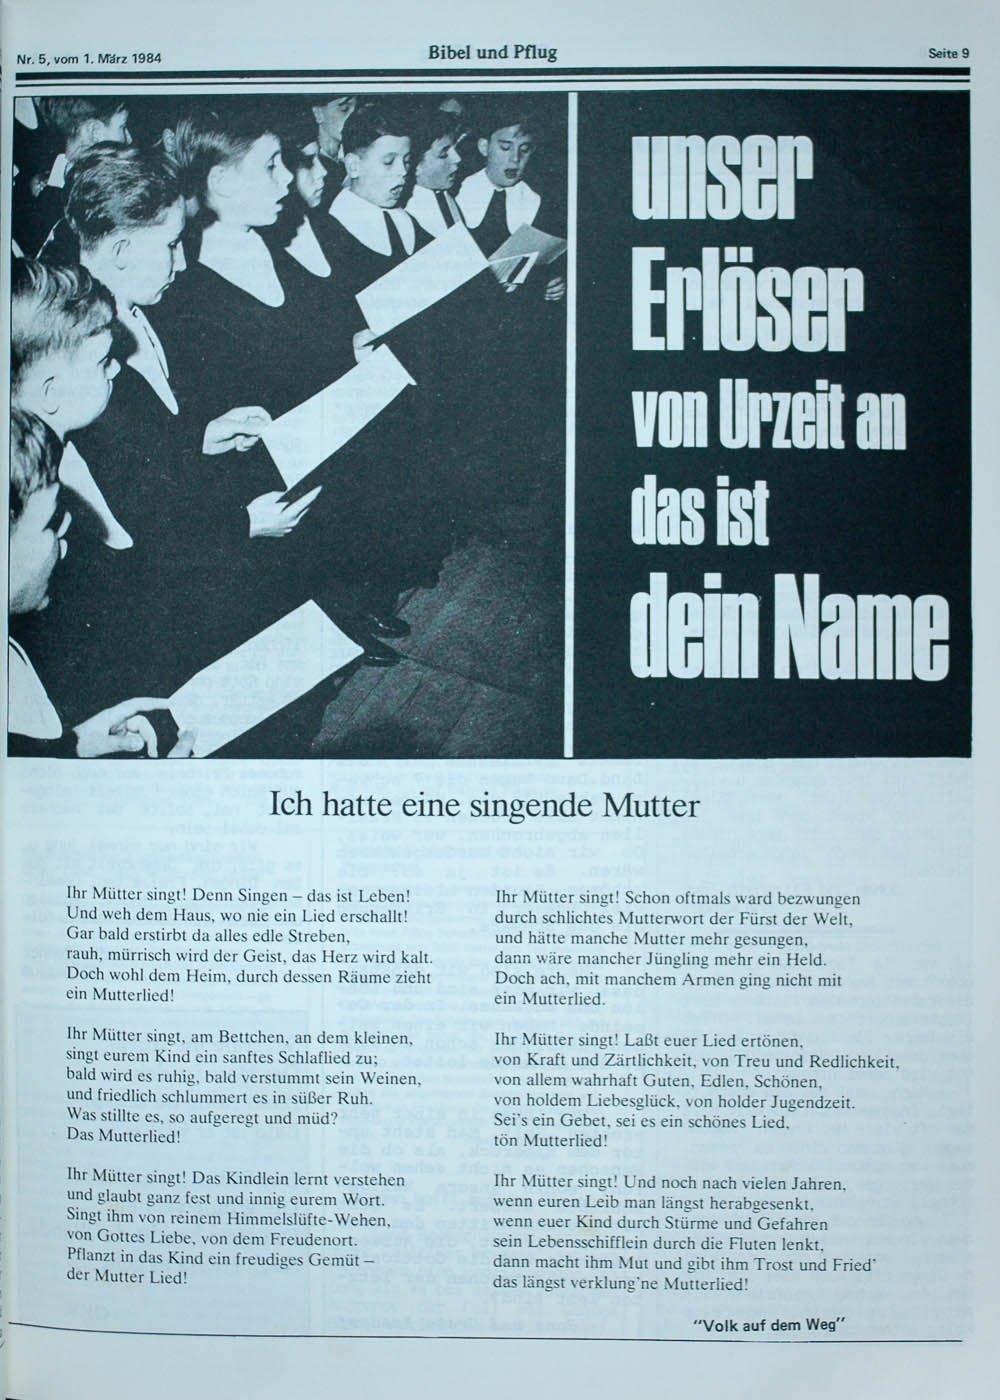 Nr. 5, vom 1. März 1984
Bibel und Pflug
Seite 9
unser
Erlöser
von Urzeit an
das ist
dein Name
Ich hatte eine singende Mutter
Ihr Mütter singt! Denn Singen – das ist Leben!
Und weh dem Haus, wo nie ein Lied erschallt!
Gar bald erstirbt da alles edle Streben,
rauh, mürrisch wird der Geist, das Herz wird kalt.
Doch wohl dem Heim, durch dessen Räume zieht
ein Mutterlied!
Ihr Mütter singt, am Bettchen, an dem kleinen,
singt eurem Kind ein sanftes Schlaflied zu;
bald wird es ruhig, bald verstummt sein Weinen,
und friedlich schlummert es in süßer Ruh.
Was stillte es, so aufgeregt und müd?
Das Mutterlied!
Ihr Mütter singt! Das Kindlein lernt verstehen
und glaubt ganz fest und innig eurem Wort.
Singt ihm von reinem Himmelslüfte-Wehen,
von Gottes Liebe, von dem Freudenort.
Pflanzt in das Kind ein freudiges Gemüt –
der Mutter Lied!
Ihr Mütter singt! Schon oftmals ward bezwungen
durch schlichtes Mutterwort der Fürst der Welt,
und hätte manche Mutter mehr gesungen,
dann wäre mancher Jüngling mehr ein Held.
Doch ach, mit manchem Armen ging nicht mit
ein Mutterlied.
Ihr Mütter singt! Laßt euer Lied ertönen,
von Kraft und Zärtlichkeit, von Treu und Redlichkeit,
von allem wahrhaft Guten, Edlen, Schönen,
von holdem Liebesglück, von holder Jugendzeit.
Sei's ein Gebet, sei es ein schönes Lied,
tön Mutterlied!
Ihr Mütter singt! Und noch nach vielen Jahren,
wenn euren Leib man längst herabgesenkt,
wenn euer Kind durch Stürme und Gefahren
sein Lebensschifflein durch die Fluten lenkt,
dann macht ihm Mut und gibt ihm Trost und Fried'
das längst verklung'ne Mutterlied!
"Volk auf dem Weg"